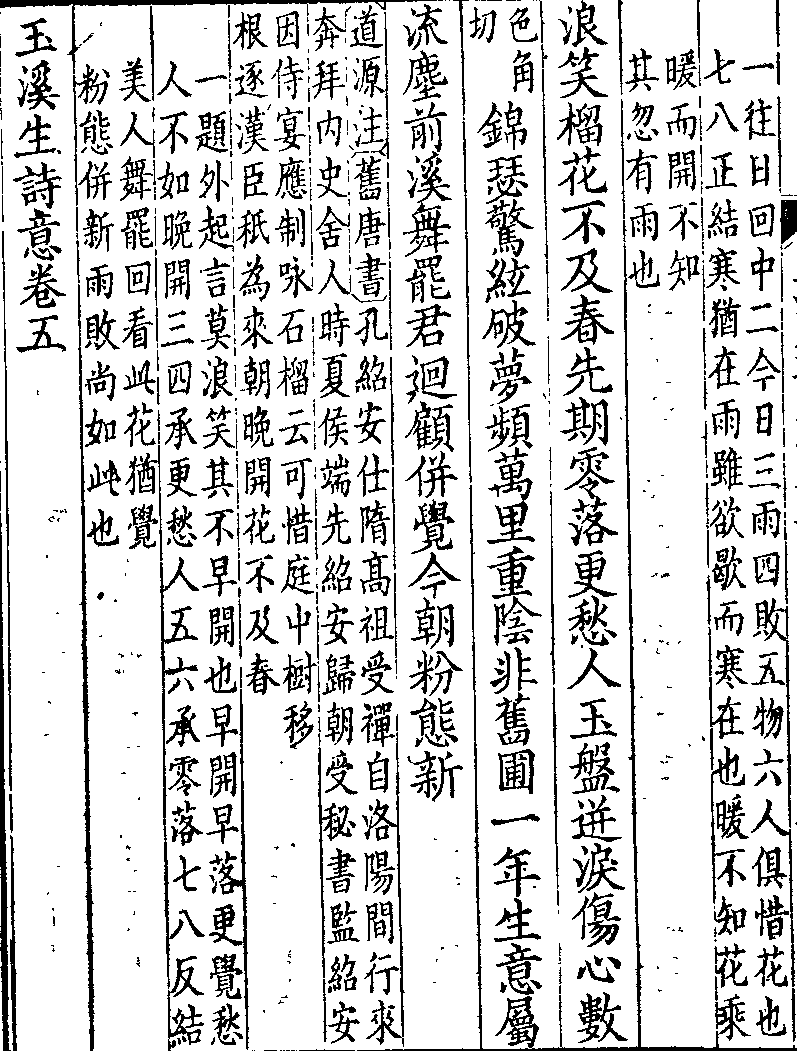 一往日回中二今日三雨四敗五物六人俱惜花也
七八正結寒猶在雨雖欲歇而寒在也暖不知花乘
暖而開不知
其忽有雨也
浪笑榴花不及春先期零落更愁人玉盤迸淚傷心數
色角
切
錦瑟驚絃破夢頻萬里重陰非舊圃一年生意屬
流塵前溪舞罷君迴顧併覺今朝粉態新
道源注舊唐書孔紹安仕隋髙祖受禪自洛陽間行來
奔拜内史舍人時夏侯端先紹安歸朝受秘書監紹安
因侍宴應制咏石榴云可惜庭中樹移
根逐漢臣秖為來朝晚開花不及春
一題外起言莫浪笑其不早開也早開早落更覺愁
人不如晚開三四承更愁人五六承零落七八反結
美人舞罷回看此花猶覺
粉態併新雨敗尚如此也
玉溪生詩意卷五